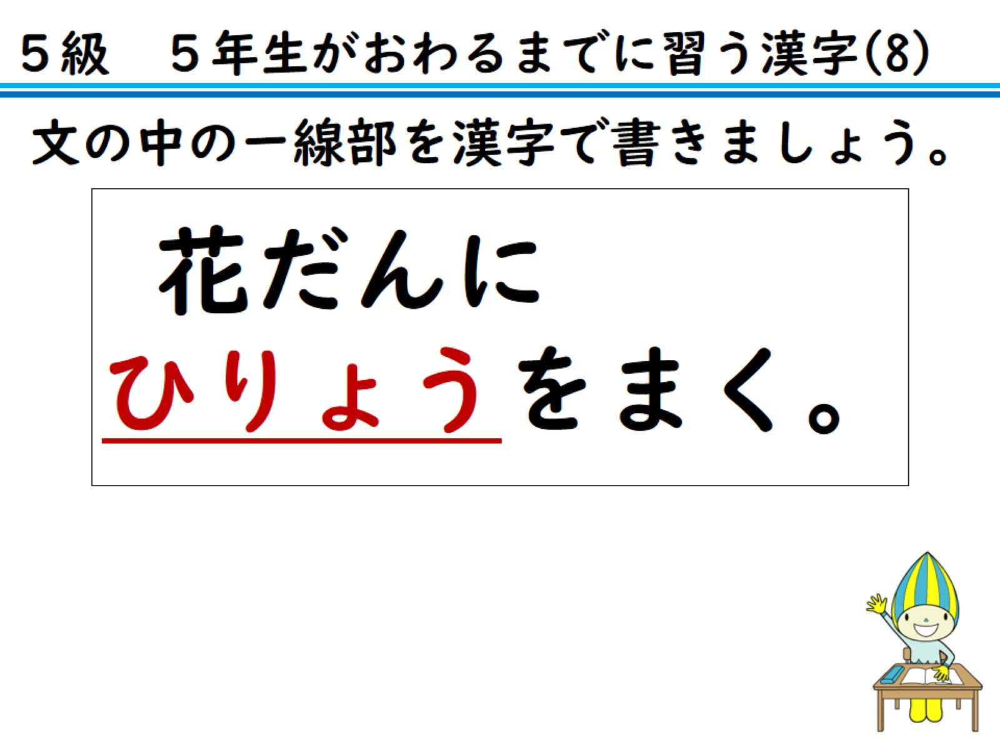 ５級　５年生がおわるまでに習う漢字(8)
文の中の―線部を漢字で書きましょう。
花だんに
ひりょうをまく。